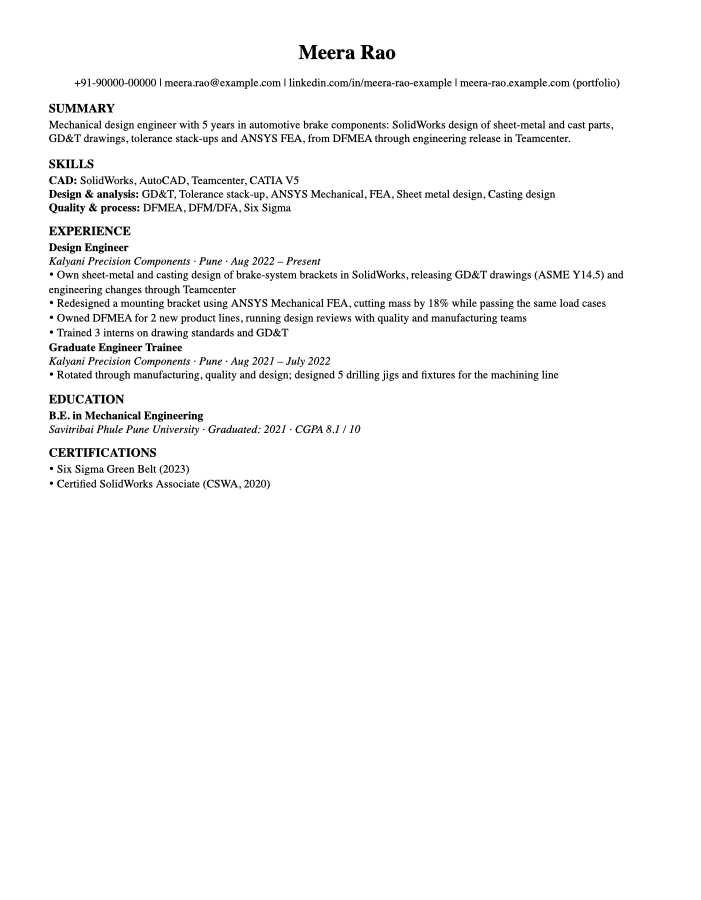 Meera Rao
+91-90000-00000 | meera.rao@example.com | linkedin.com/in/meera-rao-example | meera-rao.example.com (portfolio)
SUMMARY
Mechanical design engineer with 5 years in automotive brake components: SolidWorks design of sheet-metal and cast parts,
GD&T drawings, tolerance stack-ups and ANSYS FEA, from DFMEA through engineering release in Teamcenter.
SKILLS
CAD: SolidWorks, AutoCAD, Teamcenter, CATIA V5
Design & analysis: GD&T, Tolerance stack-up, ANSYS Mechanical, FEA, Sheet metal design, Casting design
Quality & process: DFMEA, DFM/DFA, Six Sigma
EXPERIENCE
Design Engineer
Kalyani Precision Components · Pune · Aug 2022 – Present
• Own sheet-metal and casting design of brake-system brackets in SolidWorks, releasing GD&T drawings (ASME Y14.5) and
engineering changes through Teamcenter
• Redesigned a mounting bracket using ANSYS Mechanical FEA, cutting mass by 18% while passing the same load cases
• Owned DFMEA for 2 new product lines, running design reviews with quality and manufacturing teams
• Trained 3 interns on drawing standards and GD&T
Graduate Engineer Trainee
Kalyani Precision Components · Pune · Aug 2021 – July 2022
• Rotated through manufacturing, quality and design; designed 5 drilling jigs and fixtures for the machining line
EDUCATION
B.E. in Mechanical Engineering
Savitribai Phule Pune University · Graduated: 2021 · CGPA 8.1 / 10
CERTIFICATIONS
• Six Sigma Green Belt (2023)
• Certified SolidWorks Associate (CSWA, 2020)